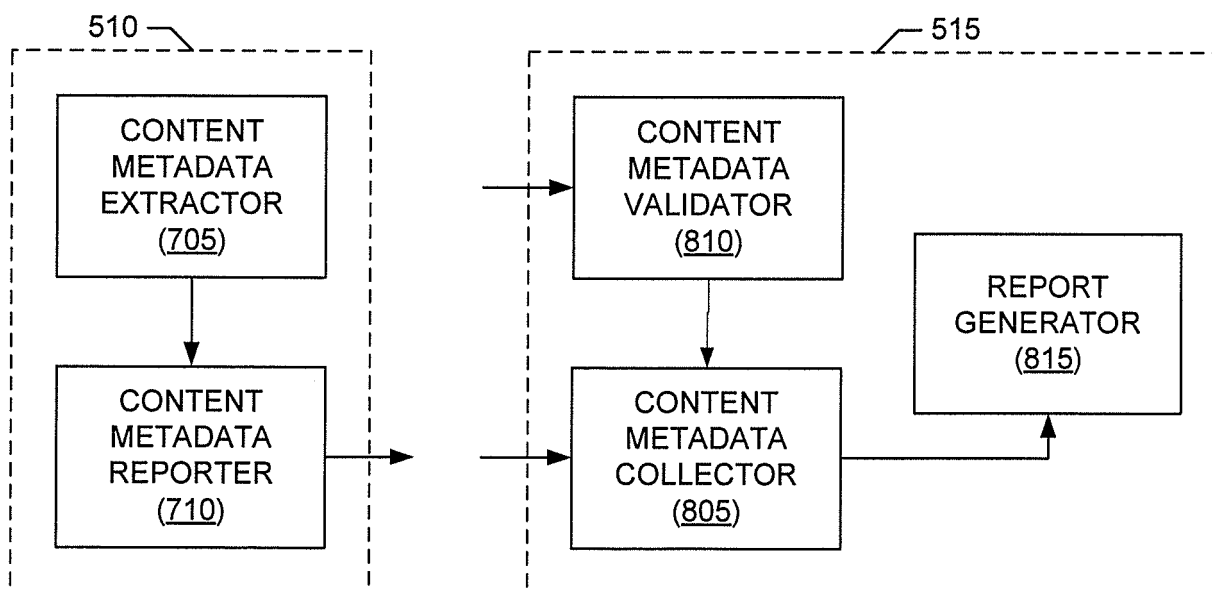 510
515
CONTENT
METADATA
EXTRACTOR
(705)
CONTENT
METADATA
VALIDATOR
(810)
REPORT
GENERATOR
(815)
CONTENT
METADATA
REPORTER
(710)
CONTENT
METADATA
COLLECTOR
(805)